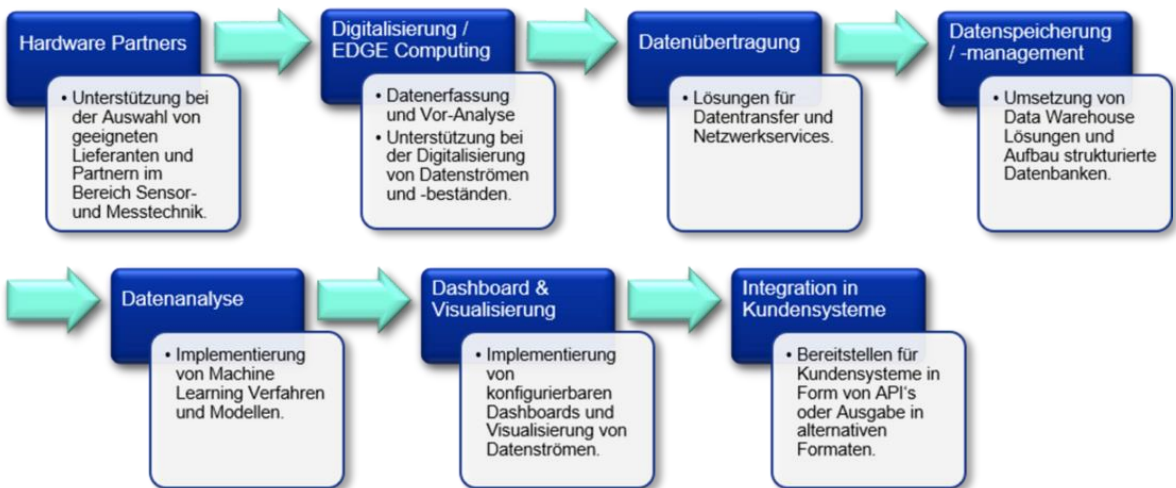 Hardware Partners
• Unterstützung bei
der Auswahl von
geeigneten
Lieferanten und
Partnern im
Bereich Sensor-
und Messtechnik.
Digitalisierung /
EDGE Computing
• Datenerfassung
und Vor-Analyse
• Unterstützung bei
der Digitalisierung
von Datenströmen
und -beständen.
Datenübertragung
• Lösungen für
Datentransfer und
Netzwerkservices.
Datenspeicherung
/ -management
• Umsetzung von
Data Warehouse
Lösungen und
Aufbau strukturierte
Datenbanken.
Datenanalyse
• Implementierung
von Machine
Learning Verfahren
und Modellen.
Dashboard &
Visualisierung
• Implementierung
von
konfigurierbaren
Dashboards und
Visualisierung von
Datenströmen.
Integration in
Kundensysteme
• Bereitstellen für
Kundensysteme in
Form von API's
oder Ausgabe in
alternativen
Formaten.